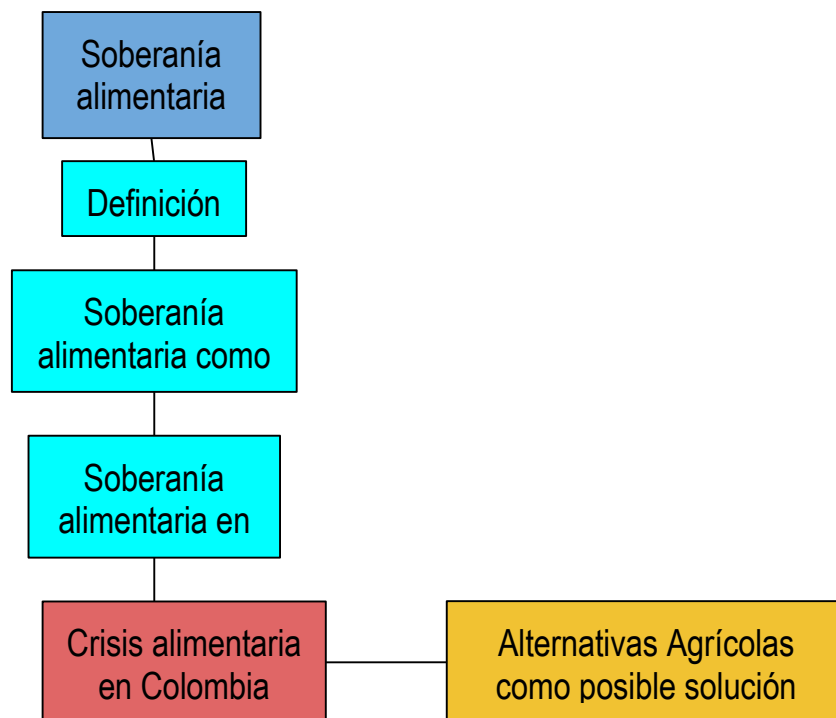 Soberanía
alimentaria
Definición
Soberanía
alimentaria como
Soberanía
alimentaria en
Crisis alimentaria
en Colombia
Alternativas Agrícolas
como posible solución